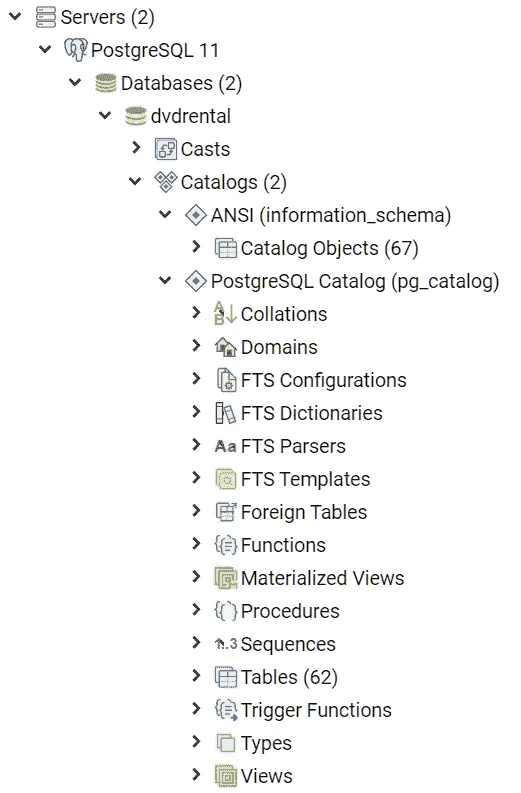 Servers (2)
PostgreSQL 11
Databases (2)
dvdrental
Casts
Catalogs (2)
ANSI (information_schema)
Catalog Objects (67)
PostgreSQL Catalog (pg_catalog)
Collations
Domains
FTS Configurations
FTS Dictionaries
Aa FTS Parsers
FTS Templates
Foreign Tables
Functions
Materialized Views
Procedures
Sequences
Tables (62)
Trigger Functions
Types
Views